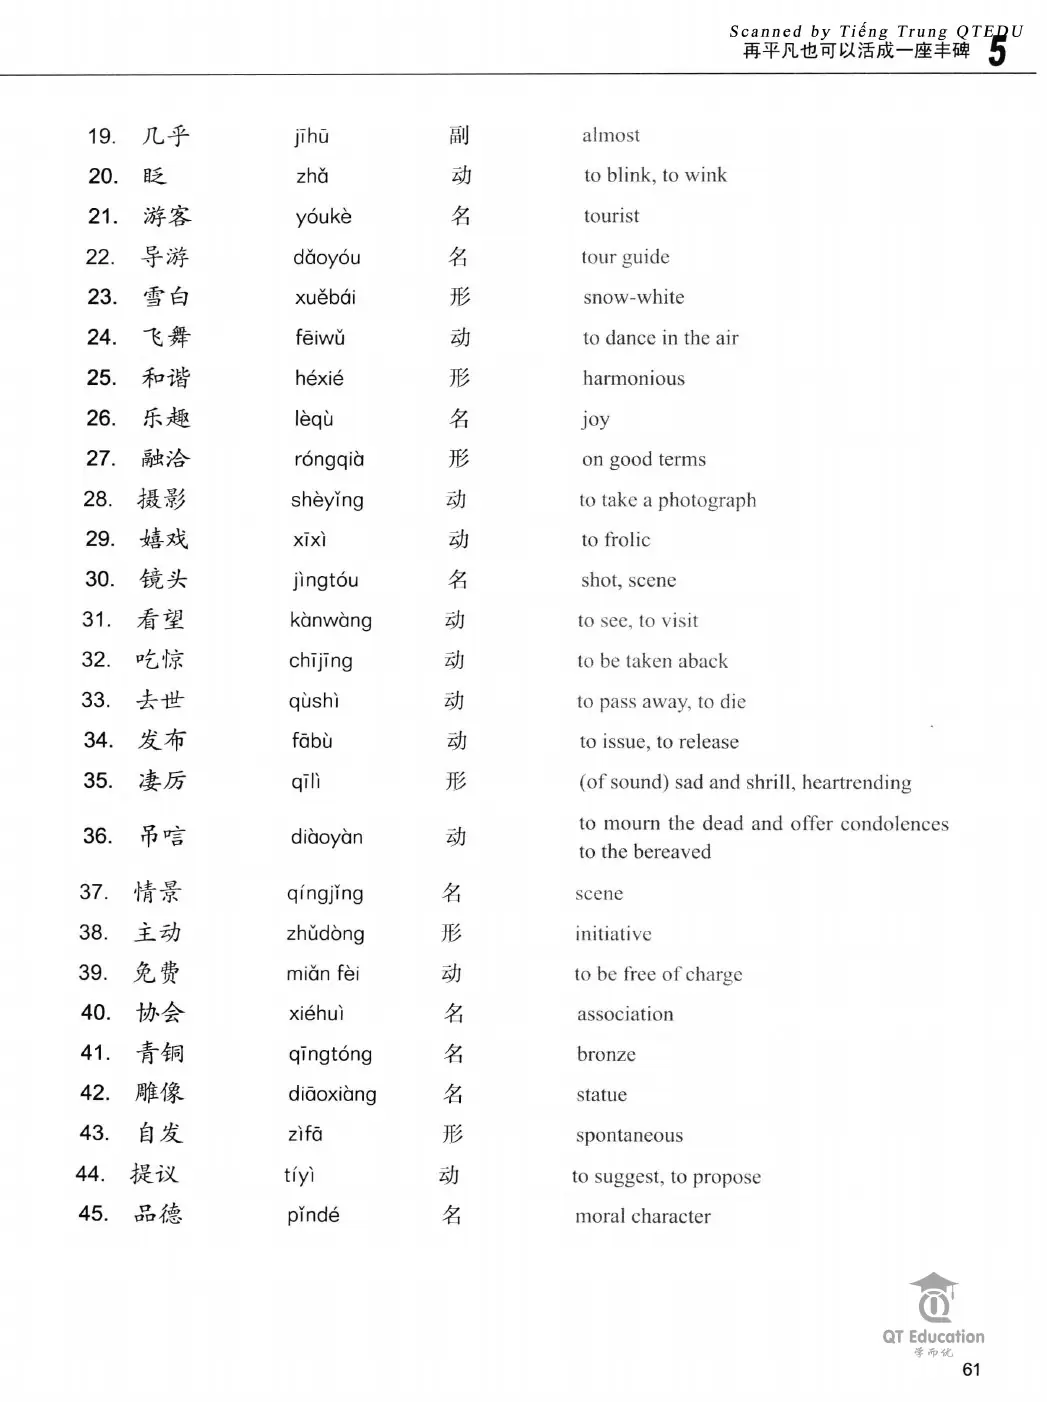 Scanned by Tiếng Trung QTEDU
再平凡也可以活成一座丰碑 5
19. 几乎 jīhū 副 almost
20. 眨 zhǎ 动 to blink, to wink
21. 游客 yóukè 名 tourist
22. 导游 dǎoyóu 名 tour guide
23. 雪白 xuěbái 形 snow-white
24. 飞舞 fēiwǔ 动 to dance in the air
25. 和谐 héxié 形 harmonious
26. 乐趣 lèqù 名 joy
27. 融洽 róngqià 形 on good terms
28. 摄影 shèyǐng 动 to take a photograph
29. 嬉戏 xīxì 动 to frolic
30. 镜头 jìngtóu 名 shot, scene
31. 看望 kànwàng 动 to see, to visit
32. 吃惊 chījīng 动 to be taken aback
33. 去世 qùshì 动 to pass away, to die
34. 发布 fābù 动 to issue, to release
35. 凄厉 qīlì 形 (of sound) sad and shrill, heartrending
36. 吊唁 diàoyàn 动 to mourn the dead and offer condolences
to the bereaved
37. 情景 qíngjǐng 名 scene
38. 主动 zhǔdòng 形 initiative
39. 免费 miǎn fèi 动 to be free of charge
40. 协会 xiéhuì 名 association
41. 青铜 qīngtóng 名 bronze
42. 雕像 diāoxiàng 名 statue
43. 自发 zìfā 形 spontaneous
44. 提议 tíyì 动 to suggest, to propose
45. 品德 pǐndé 名 moral character
QT Education
学而优
61